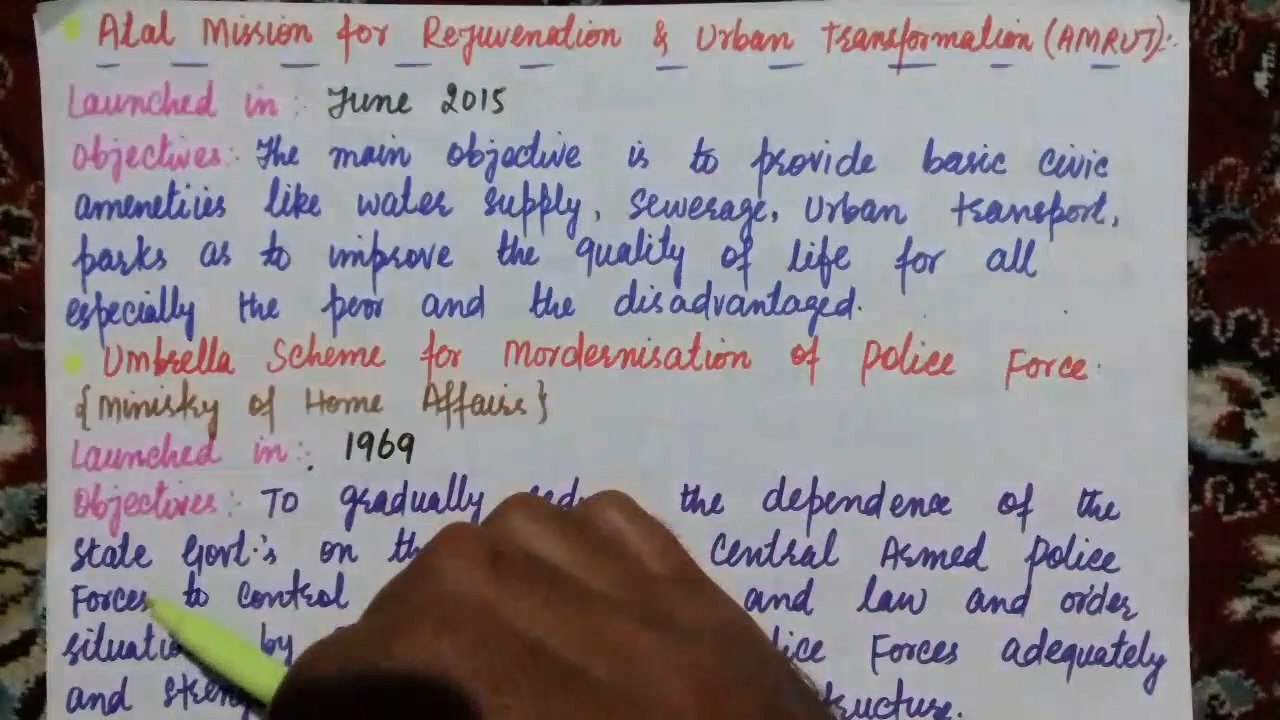 Atal Mission for Rejuvenation & Urban Transformation (AMRUT):
Launched in: June 2015
Objectives: The main objective is to provide basic civic
ameneties like water supply, sewerage, urban transport,
parks as to improve the quality of life for all
especially the poor and the disadvantaged.
Umbrella Scheme for Mordernisation of Police Force:
{Ministry of Home Affairs}
Launched in: 1969
Objectives: To gradually the dependence of the
State Govt.'s on Central Armed Police
Forces to control and law and order
by Forces adequately
and